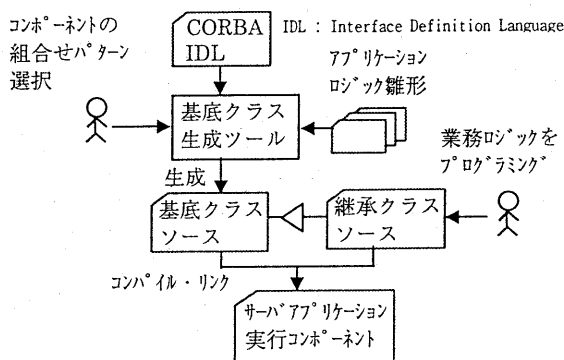 コンポーネントの
組合せパターン
選択
CORBA
IDL
IDL : Interface Definition Language
アプリケーション
ロジック雛形
基底クラス
生成ツール
業務ロジックを
プログラミング
生成
基底クラス
ソース
継承クラス
ソース
コンパイル・リンク
サーバアプリケーション
実行コンポーネント